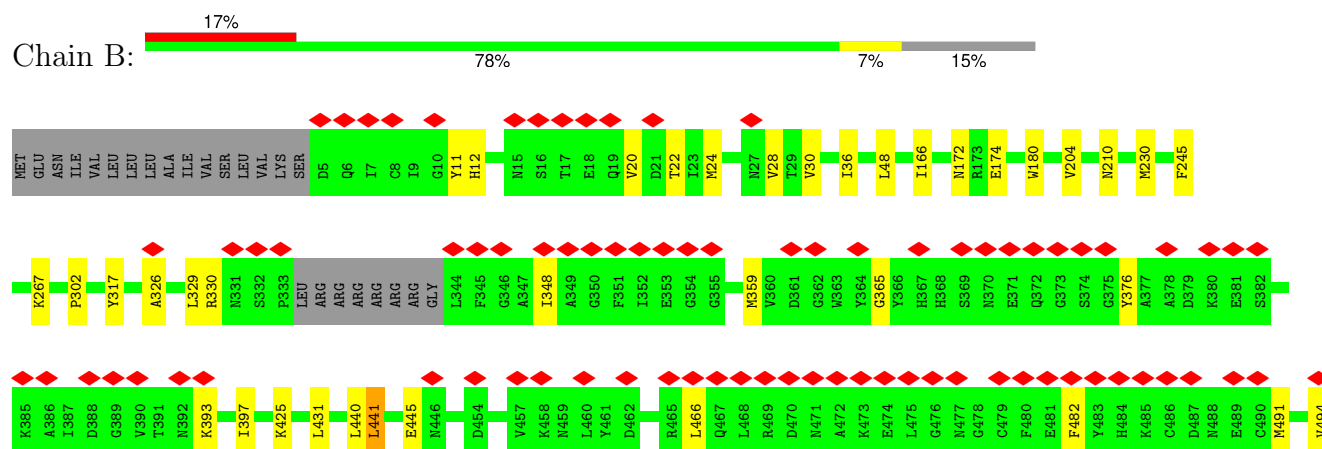 17%
Chain B:
78% 7% 15%
MET GLU ASN ILE VAL LEU LEU LEU ALA ILE VAL SER LEU VAL LYS SER D5 Q6 I7 C8 I9 G10 Y11 H12 N15 S16 T17 E18 Q19 V20 D21 T22 I23 M24 N27 V28 T29 V30 I36 L48 I166 N172 R173 E174 W180 V204 N210 M230 F245
K267 P302 Y317 A326 L329 R330 N331 S332 P333 LEU ARG ARG ARG ARG ARG ARG GLY L344 F345 G346 A347 I348 A349 G350 F351 I352 E353 G354 G355 M359 V360 D361 G362 W363 Y364 G365 Y366 H367 H368 S369 N370 E371 Q372 G373 S374 G375 Y376 A377 A378 D379 K380 E381 S382
K385 A386 I387 D388 G389 V390 T391 N392 K393 I397 K425 L431 L440 L441 E445 N446 D454 V457 K458 N459 L460 Y461 D462 R465 L466 Q467 L468 R469 D470 N471 A472 K473 E474 L475 G476 N477 G478 C479 F480 E481 F482 Y483 H484 K485 C486 D487 N488 E489 C490 M491